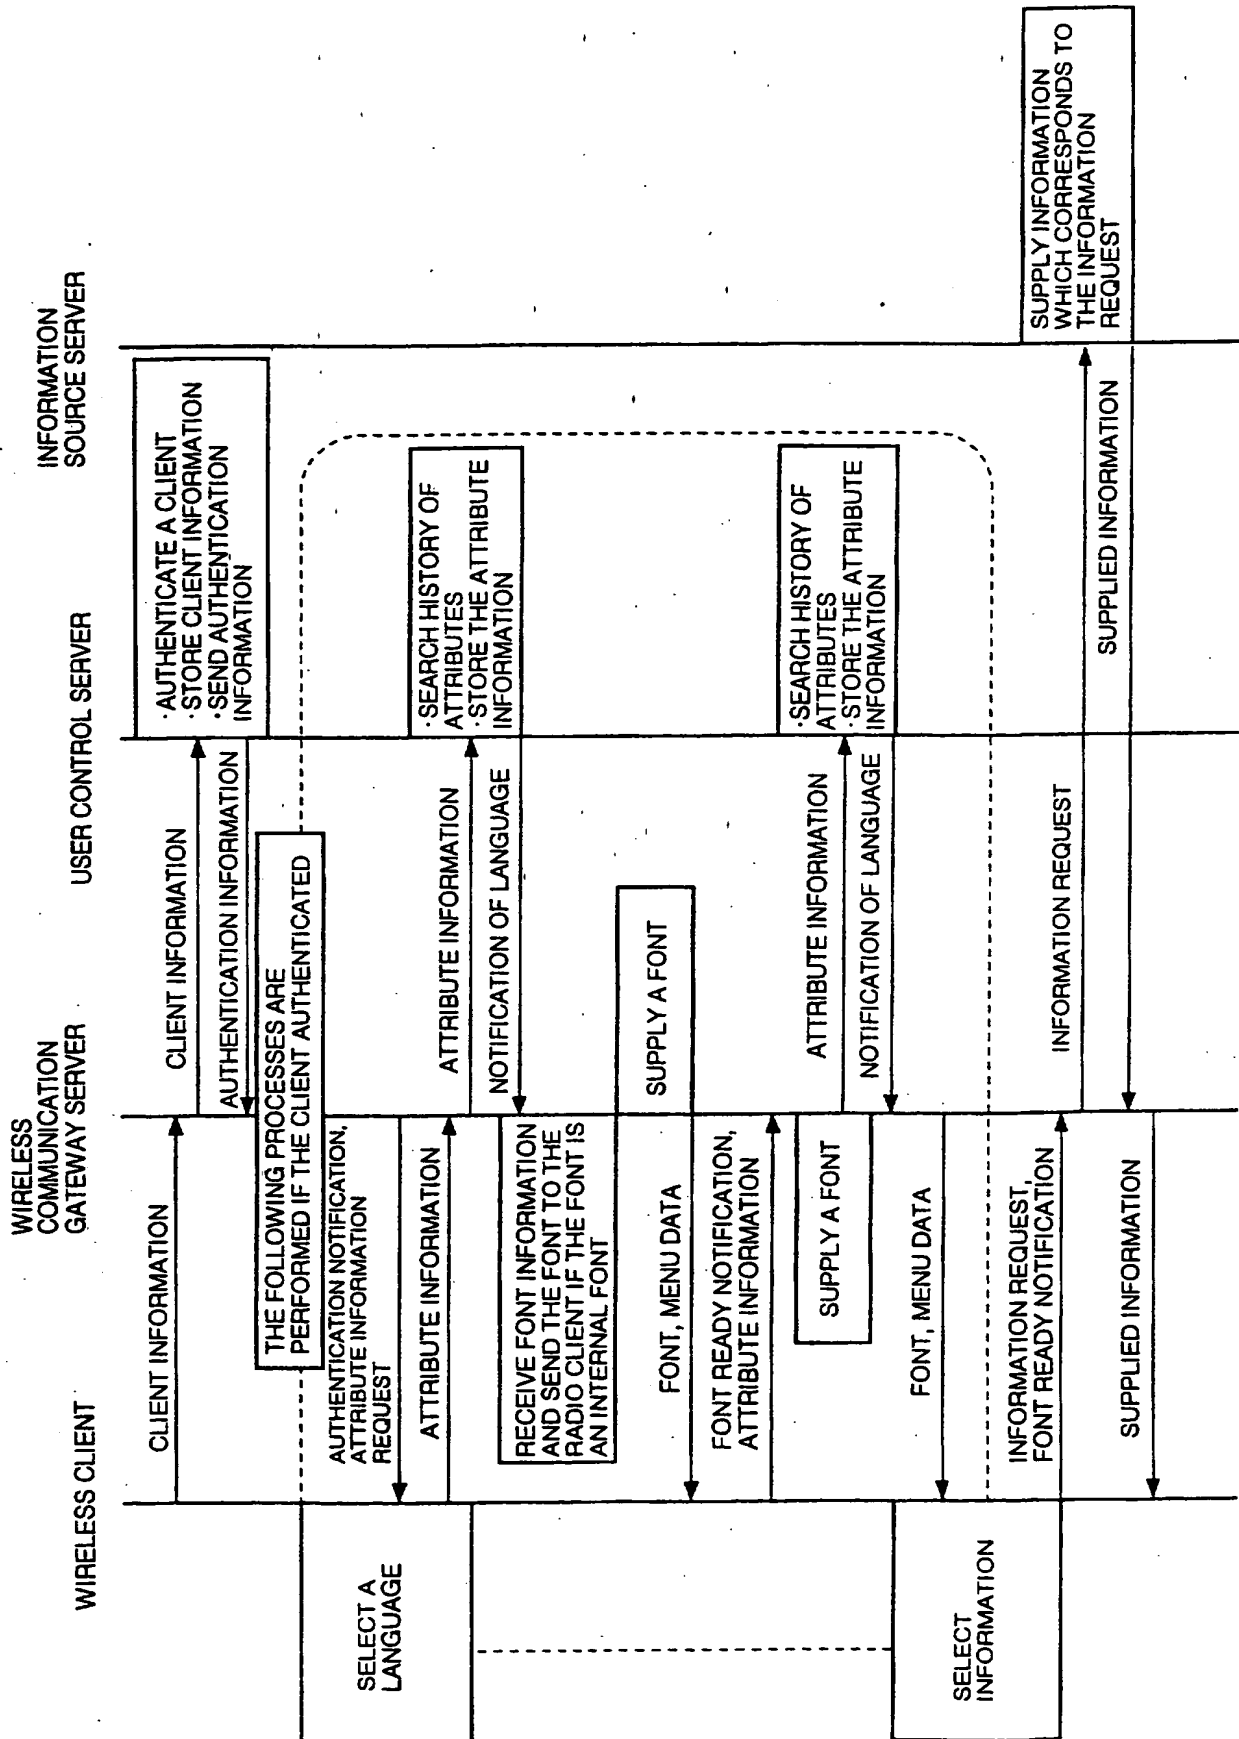 WIRELESS CLIENT
WIRELESS
COMMUNICATION
GATEWAY SERVER
USER CONTROL SERVER
INFORMATION
SOURCE SERVER
CLIENT INFORMATION
CLIENT INFORMATION
·AUTHENTICATE A CLIENT
·STORE CLIENT INFORMATION
·SEND AUTHENTICATION
INFORMATION
AUTHENTICATION INFORMATION
THE FOLLOWING PROCESSES ARE
PERFORMED IF THE CLIENT AUTHENTICATED
SELECT A
LANGUAGE
AUTHENTICATION NOTIFICATION,
ATTRIBUTE INFORMATION
REQUEST
ATTRIBUTE INFORMATION
ATTRIBUTE INFORMATION
·SEARCH HISTORY OF
ATTRIBUTES
·STORE THE ATTRIBUTE
INFORMATION
NOTIFICATION OF LANGUAGE
RECEIVE FONT INFORMATION
AND SEND THE FONT TO THE
RADIO CLIENT IF THE FONT IS
AN INTERNAL FONT
SUPPLY A FONT
FONT, MENU DATA
FONT READY NOTIFICATION,
ATTRIBUTE INFORMATION
ATTRIBUTE INFORMATION
·SEARCH HISTORY OF
ATTRIBUTES
·STORE THE ATTRIBUTE
INFORMATION
SUPPLY A FONT
NOTIFICATION OF LANGUAGE
FONT, MENU DATA
SELECT
INFORMATION
INFORMATION REQUEST,
FONT READY NOTIFICATION
INFORMATION REQUEST
SUPPLY INFORMATION
WHICH CORRESPONDS TO
THE INFORMATION
REQUEST
SUPPLIED INFORMATION
SUPPLIED INFORMATION